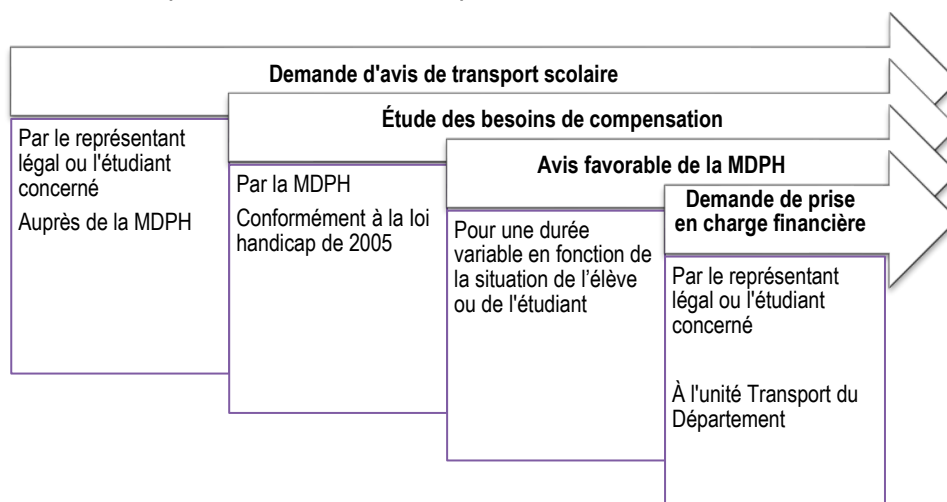 Demande d'avis de transport scolaire
Par le représentant
légal ou l'étudiant
concerné
Auprès de la MDPH
Étude des besoins de compensation
Par la MDPH
Conformément à la loi
handicap de 2005
Avis favorable de la MDPH
Pour une durée
variable en fonction de
la situation de l’élève
ou de l'étudiant
Demande de prise
en charge financière
Par le représentant
légal ou l'étudiant
concerné
À l'unité Transport du
Département